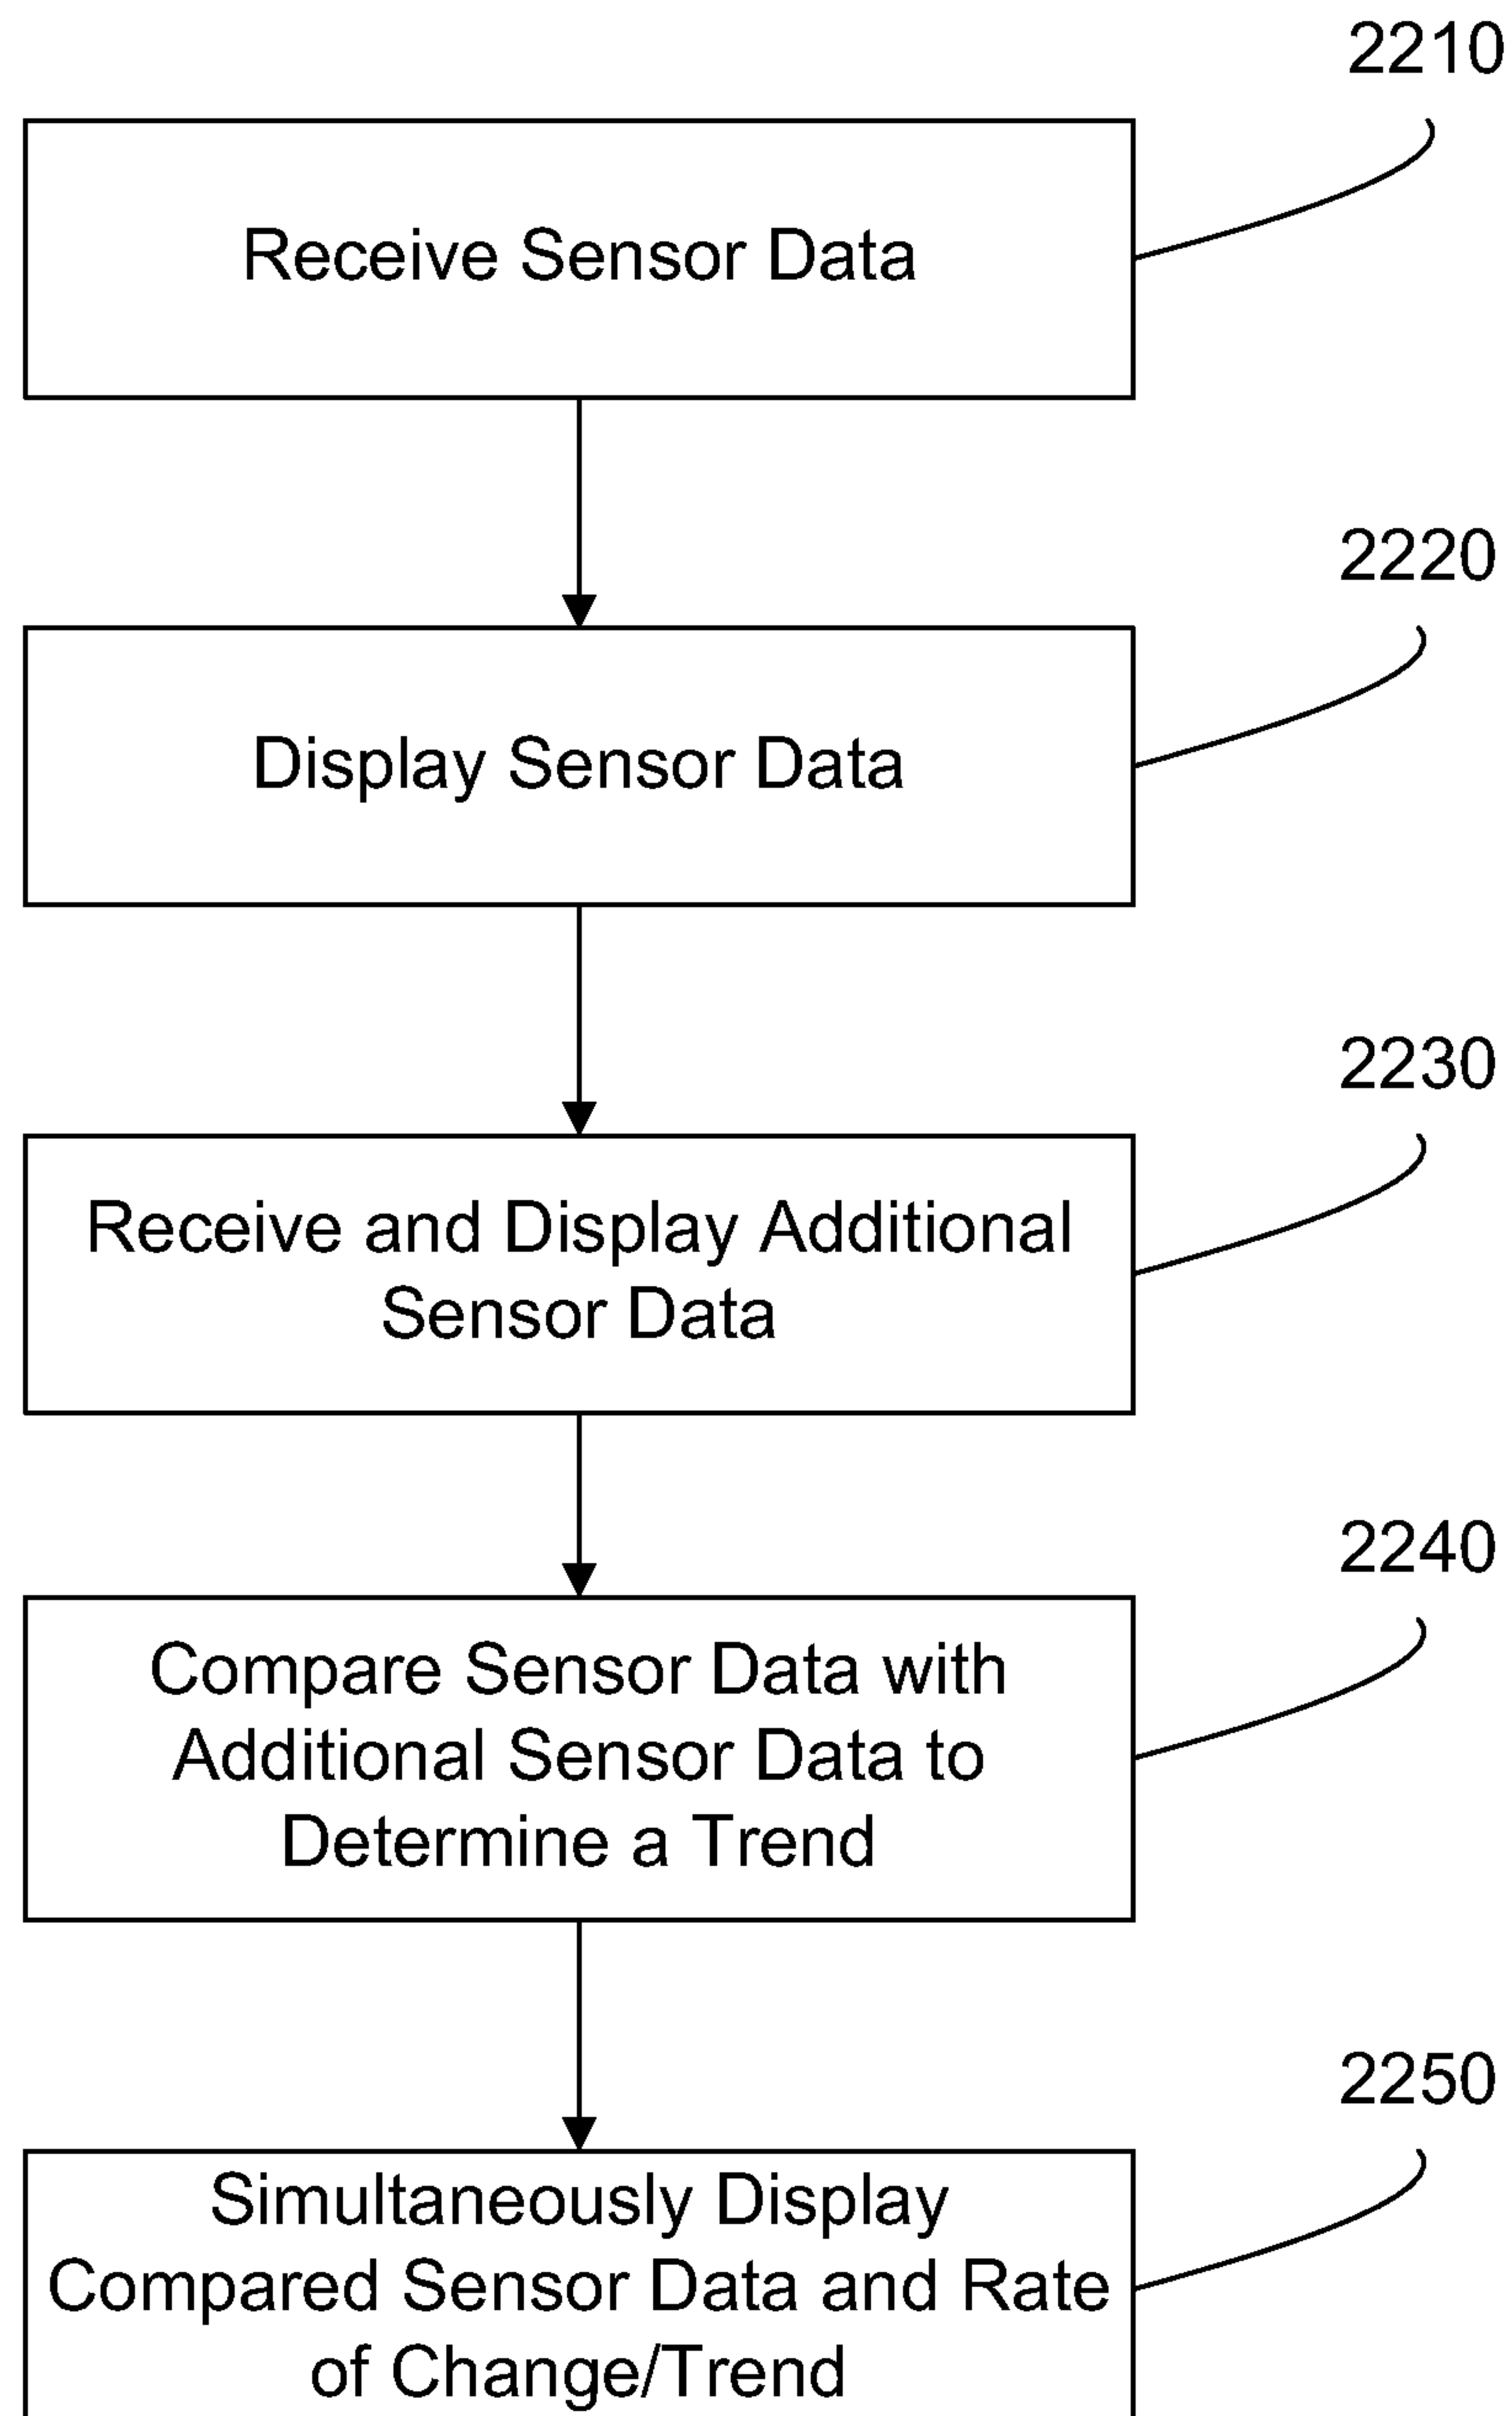 2210
Receive Sensor Data
2220
Display Sensor Data
2230
Receive and Display Additional
Sensor Data
2240
Compare Sensor Data with
Additional Sensor Data to
Determine a Trend
2250
Simultaneously Display
Compared Sensor Data and Rate
of Change/Trend